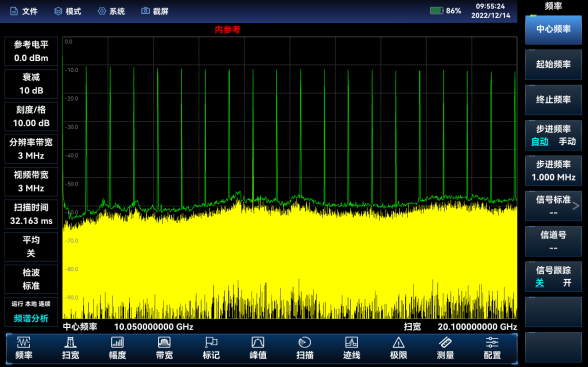 文件
模式
系统
截屏
86%
09:55:24
2022/12/14
频率
内参考
参考电平
0.0 dBm
衰减
10 dB
刻度/格
10.00 dB
分辨率带宽
3 MHz
视频带宽
3 MHz
扫描时间
32.163 ms
平均
关
检波
标准
运行 本地 连续
频谱分析
0.0
-10.0
-20.0
-30.0
-40.0
-50.0
-70.0
-80.0
-90.0
中心频率 10.050000000 GHz
扫宽 20.100000000 GHz
中心频率
起始频率
终止频率
步进频率
自动 手动
步进频率
1.000 MHz
信号标准
--
信道号
--
信号跟踪
关 开
频率
扫宽
幅度
带宽
标记
峰值
扫描
迹线
极限
测量
配置